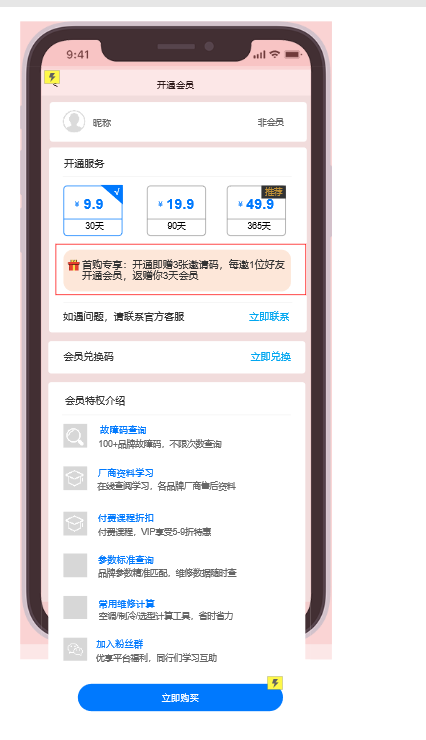 9:41
开通会员
昵称
非会员
开通服务
¥ 9.9
¥ 19.9
¥ 49.9
推荐
30天
90天
365天
首购专享：开通即赠3张邀请码，每邀1位好友
开通会员，返赠你3天会员
如遇问题，请联系官方客服
立即联系
会员兑换码
立即兑换
会员特权介绍
故障码查询
100+品牌故障码，不限次数查询
厂商资料学习
在线查阅学习，各品牌厂商售后资料
付费课程折扣
付费课程，VIP享受5-9折特惠
参数标准查询
品牌参数精准匹配，维修数据随时查
常用维修计算
空调/制冷/选型计算工具，省时省力
加入粉丝群
优享平台福利，同行们学习互助
立即购买